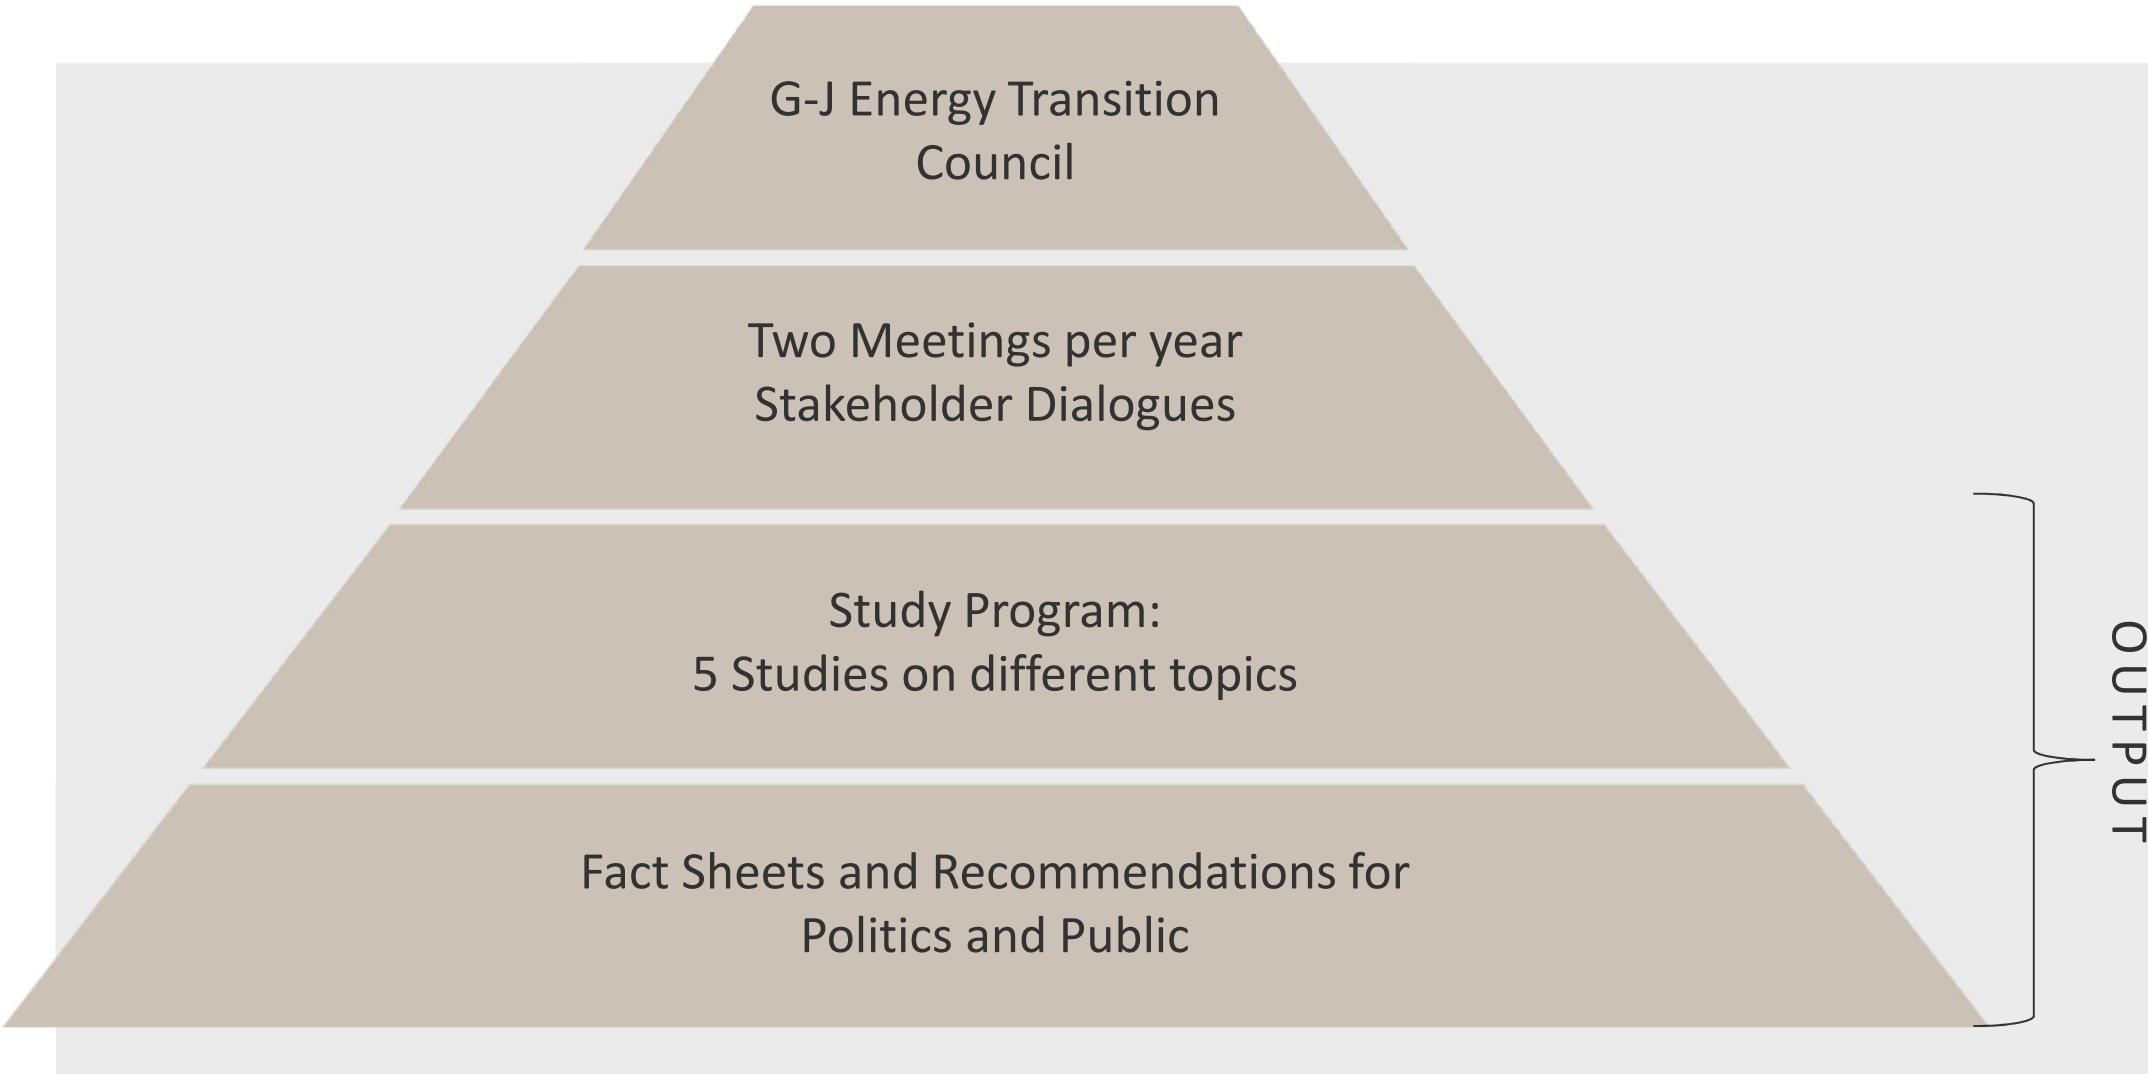 G-J Energy Transition
Council
Two Meetings per year
Stakeholder Dialogues
Study Program:
5 Studies on different topics
Fact Sheets and Recommendations for
Politics and Public
OUTPUT